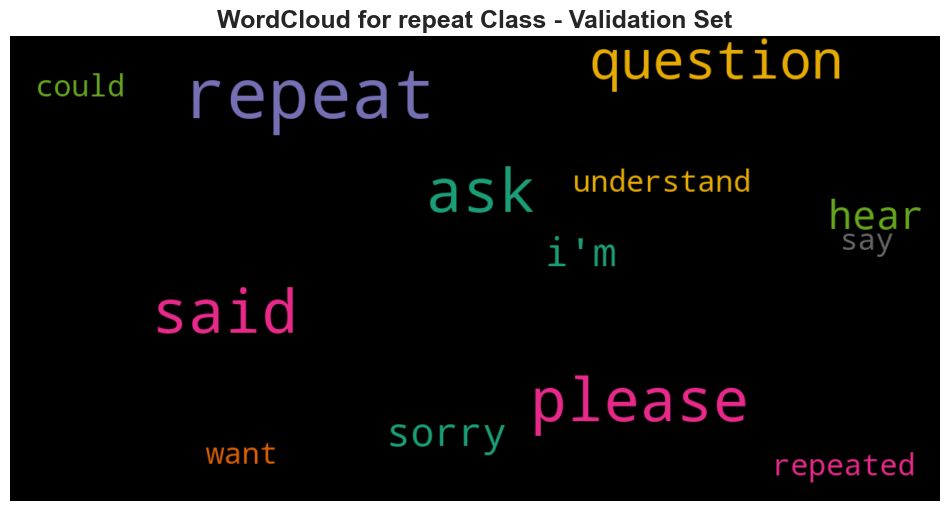 WordCloud for repeat Class - Validation Set
question
could
repeat
understand
ask
hear
say
i'm
said
please
sorry
want
repeated